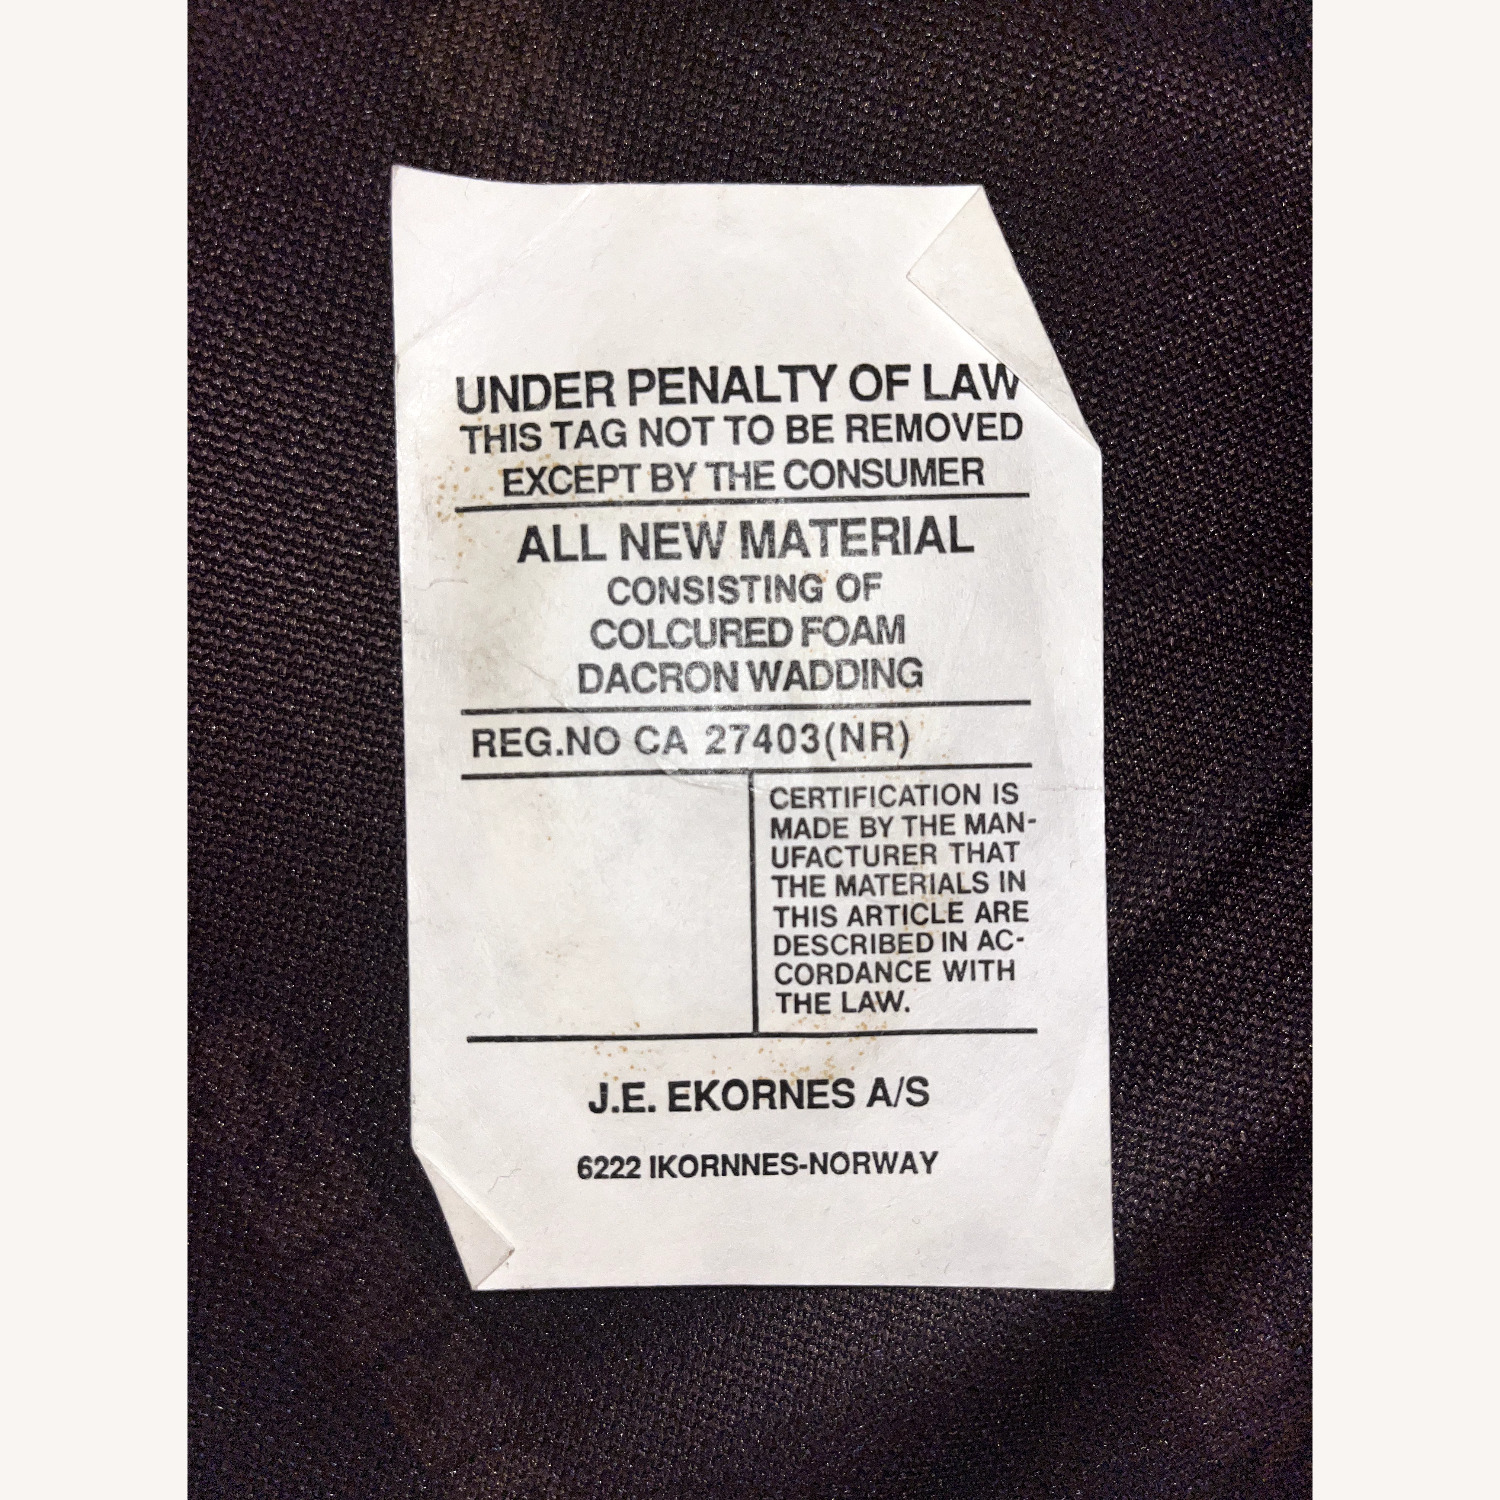 UNDER PENALTY OF LAW
THIS TAG NOT TO BE REMOVED
EXCEPT BY THE CONSUMER
ALL NEW MATERIAL
CONSISTING OF
COLCURED FOAM
DACRON WADDING
REG.NO CA 27403(NR)
CERTIFICATION IS
MADE BY THE MAN-
UFACTURER THAT
THE MATERIALS IN
THIS ARTICLE ARE
DESCRIBED IN AC-
CORDANCE WITH
THE LAW.
J.E. EKORNES A/S
6222 IKORNNES-NORWAY